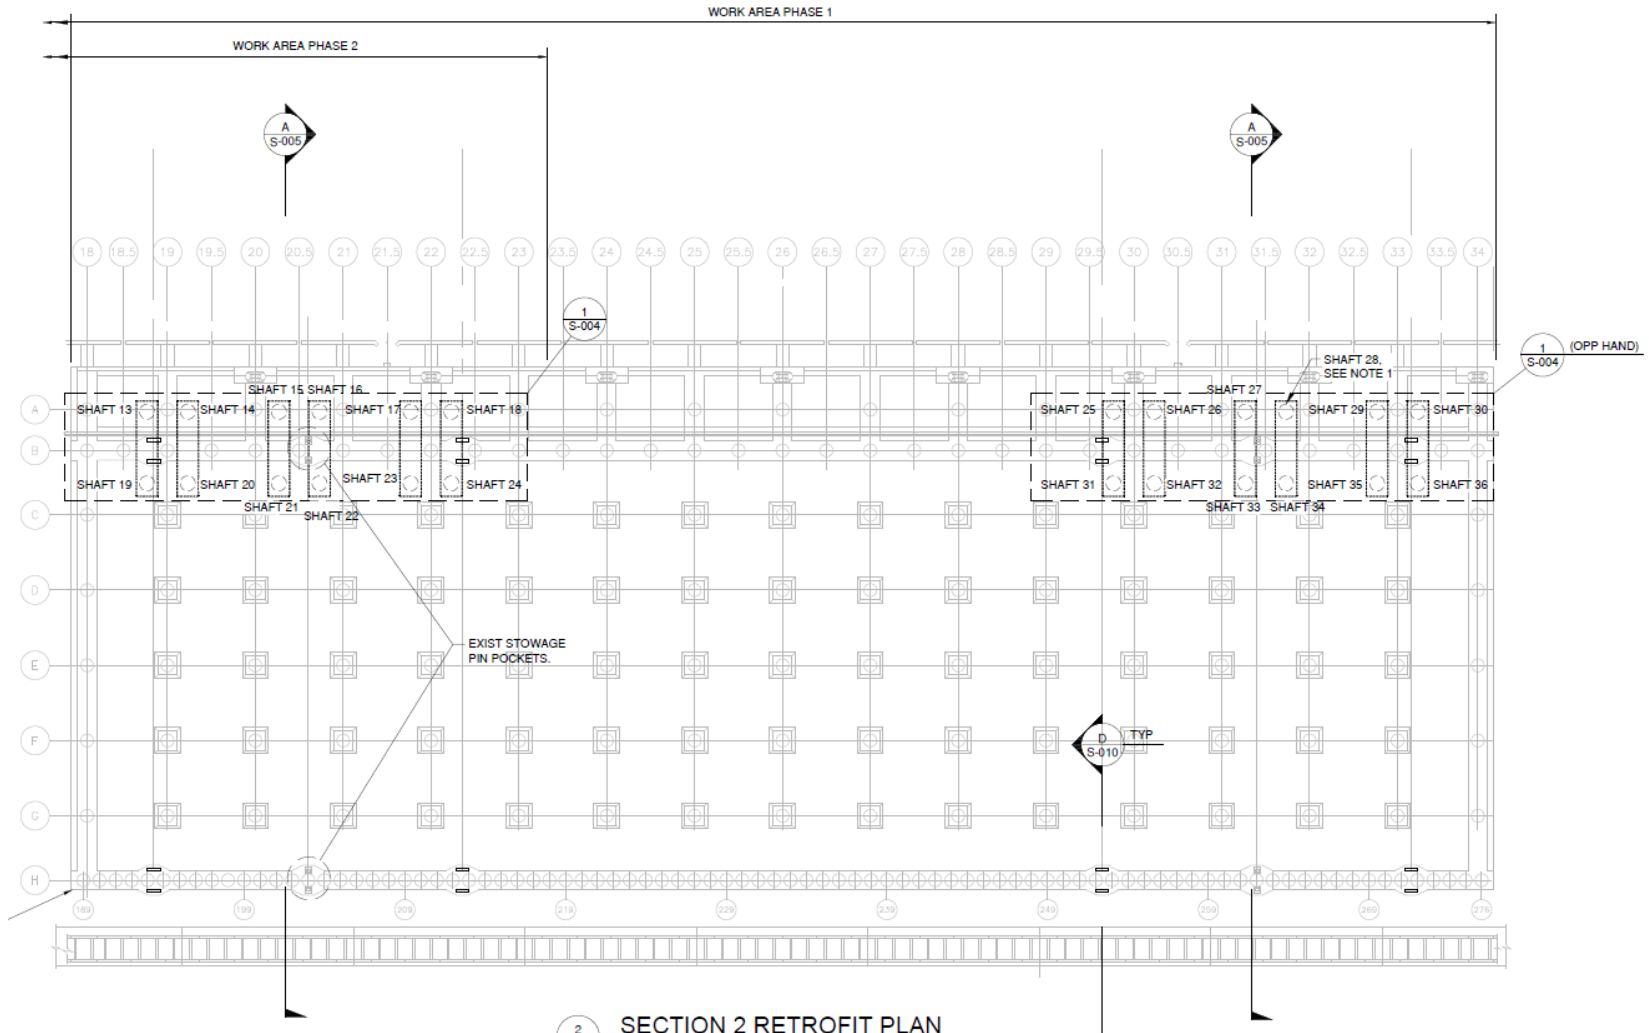 WORK AREA PHASE 1
WORK AREA PHASE 2
A
S-005
A
S-005
18 18.5 19 19.5 20 20.5 21 21.5 22 22.5 23 23.5 24 24.5 25 25.5 26 26.5 27 27.5 28 28.5 29 29.5 30 30.5 31 31.5 32 32.5 33 33.5 34
1
S-004
1
S-004
(OPP HAND)
SHAFT 28,
SEE NOTE 1
SHAFT 15 SHAFT 16
SHAFT 27
A
SHAFT 13
SHAFT 14
SHAFT 17
SHAFT 18
SHAFT 25
SHAFT 26
SHAFT 29
SHAFT 30
B
SHAFT 19
SHAFT 20
SHAFT 23
SHAFT 24
SHAFT 31
SHAFT 32
SHAFT 35
SHAFT 36
SHAFT 21
SHAFT 22
SHAFT 33 SHAFT 34
C
D
EXIST STOWAGE
PIN POCKETS.
E
F
D
S-010
TYP
G
H
189 199 209 219 229 239 249 259 269 276
2
SECTION 2 RETROFIT PLAN